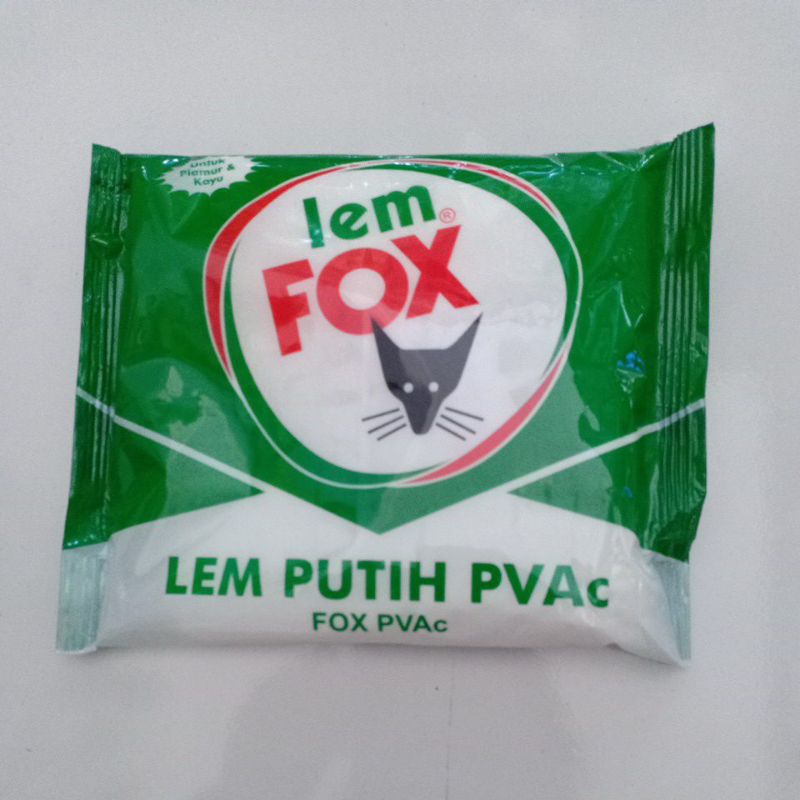 Untuk
Plamur &
Kayu
lem®
FOX
LEM PUTIH PVAc
FOX PVAc